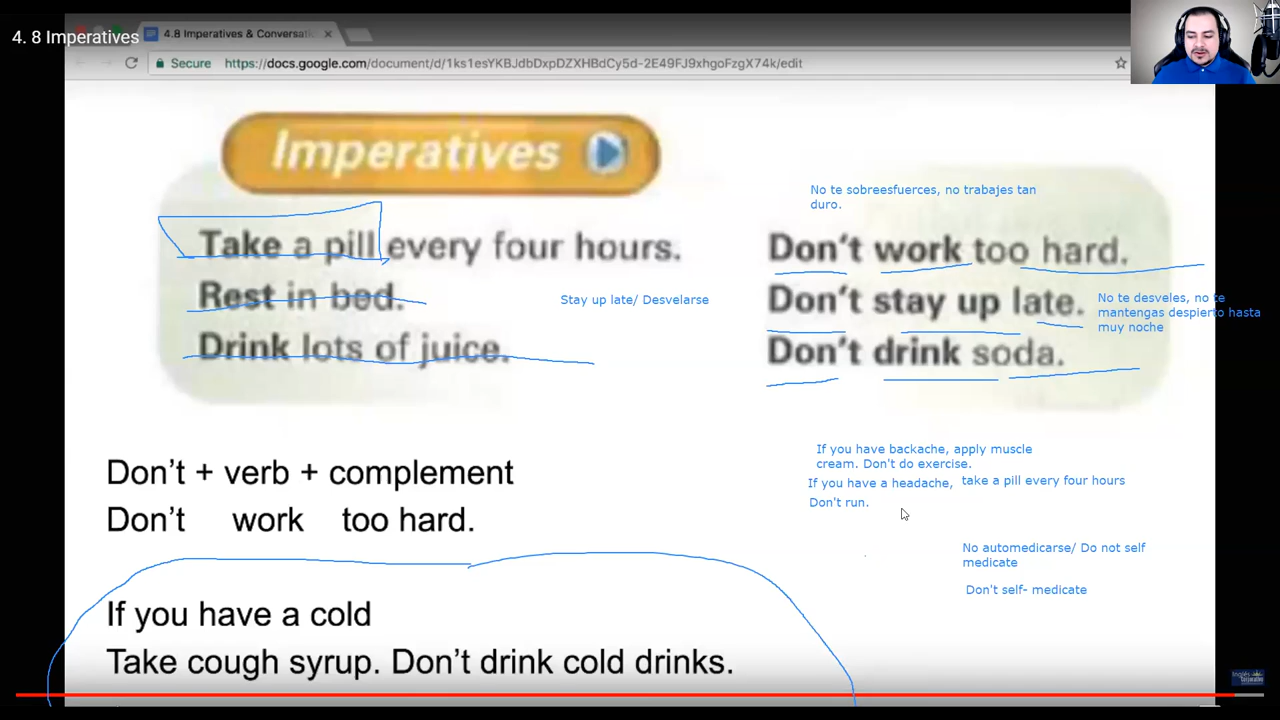 4. 8 Imperatives
4.8 Imperatives & Conversati
Secure
https://docs.google.com/document/d/1ks1esYKBJdbDxpDZXHBdCy5d-2E49FJ9xhgoFzgX74k/edit
Imperatives
Take a pill every four hours.
Rest in bed.
Drink lots of juice.
Stay up late/ Desvelarse
No te sobreesfuerces, no trabajes tan
duro.
Don't work too hard.
Don't stay up late.
Don't drink soda.
No te desveles, no te
mantengas despierto hasta
muy noche
Don't + verb + complement
Don't work too hard.
If you have backache, apply muscle
cream. Don't do exercise.
If you have a headache, take a pill every four hours
Don't run.
No automedicarse/ Do not self
medicate
Don't self- medicate
If you have a cold
Take cough syrup. Don't drink cold drinks.
Inglés
Corporativo